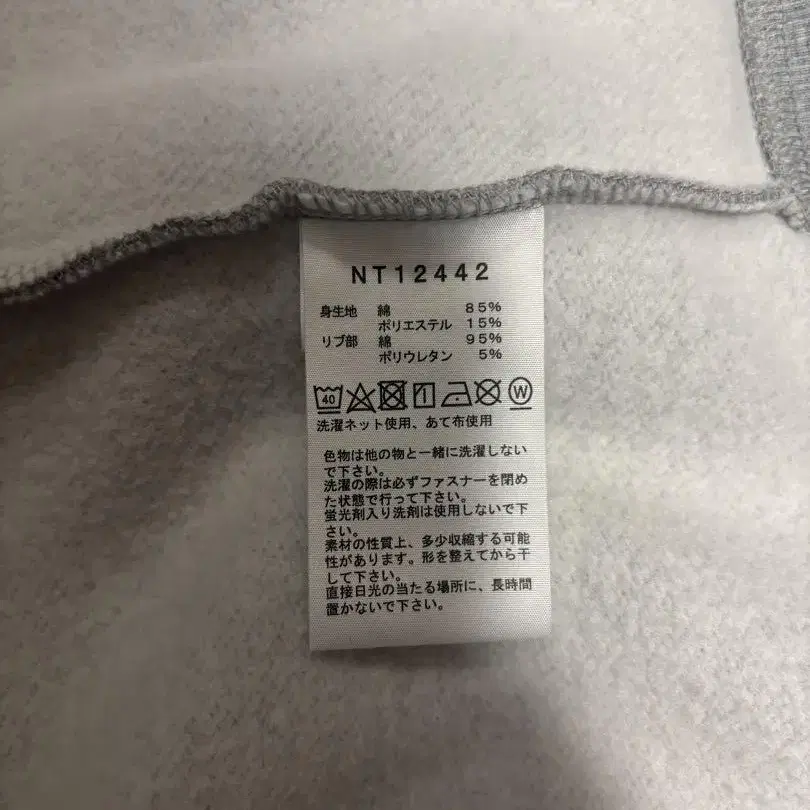 NT12442
身生地 綿 85%
ポリエステル 15%
リブ部 綿 95%
ポリウレタン 5%
40 W
洗濯ネット使用、あて布使用
色物は他の物と一緒に洗濯しない
で下さい。
洗濯の際は必ずファスナーを閉め
た状態で行って下さい。
蛍光剤入り洗剤は使用しないで下
さい。
素材の性質上、多少収縮する可能
性があります。形を整えてから干
して下さい。
直接日光の当たる場所に、長時間
置かないで下さい。